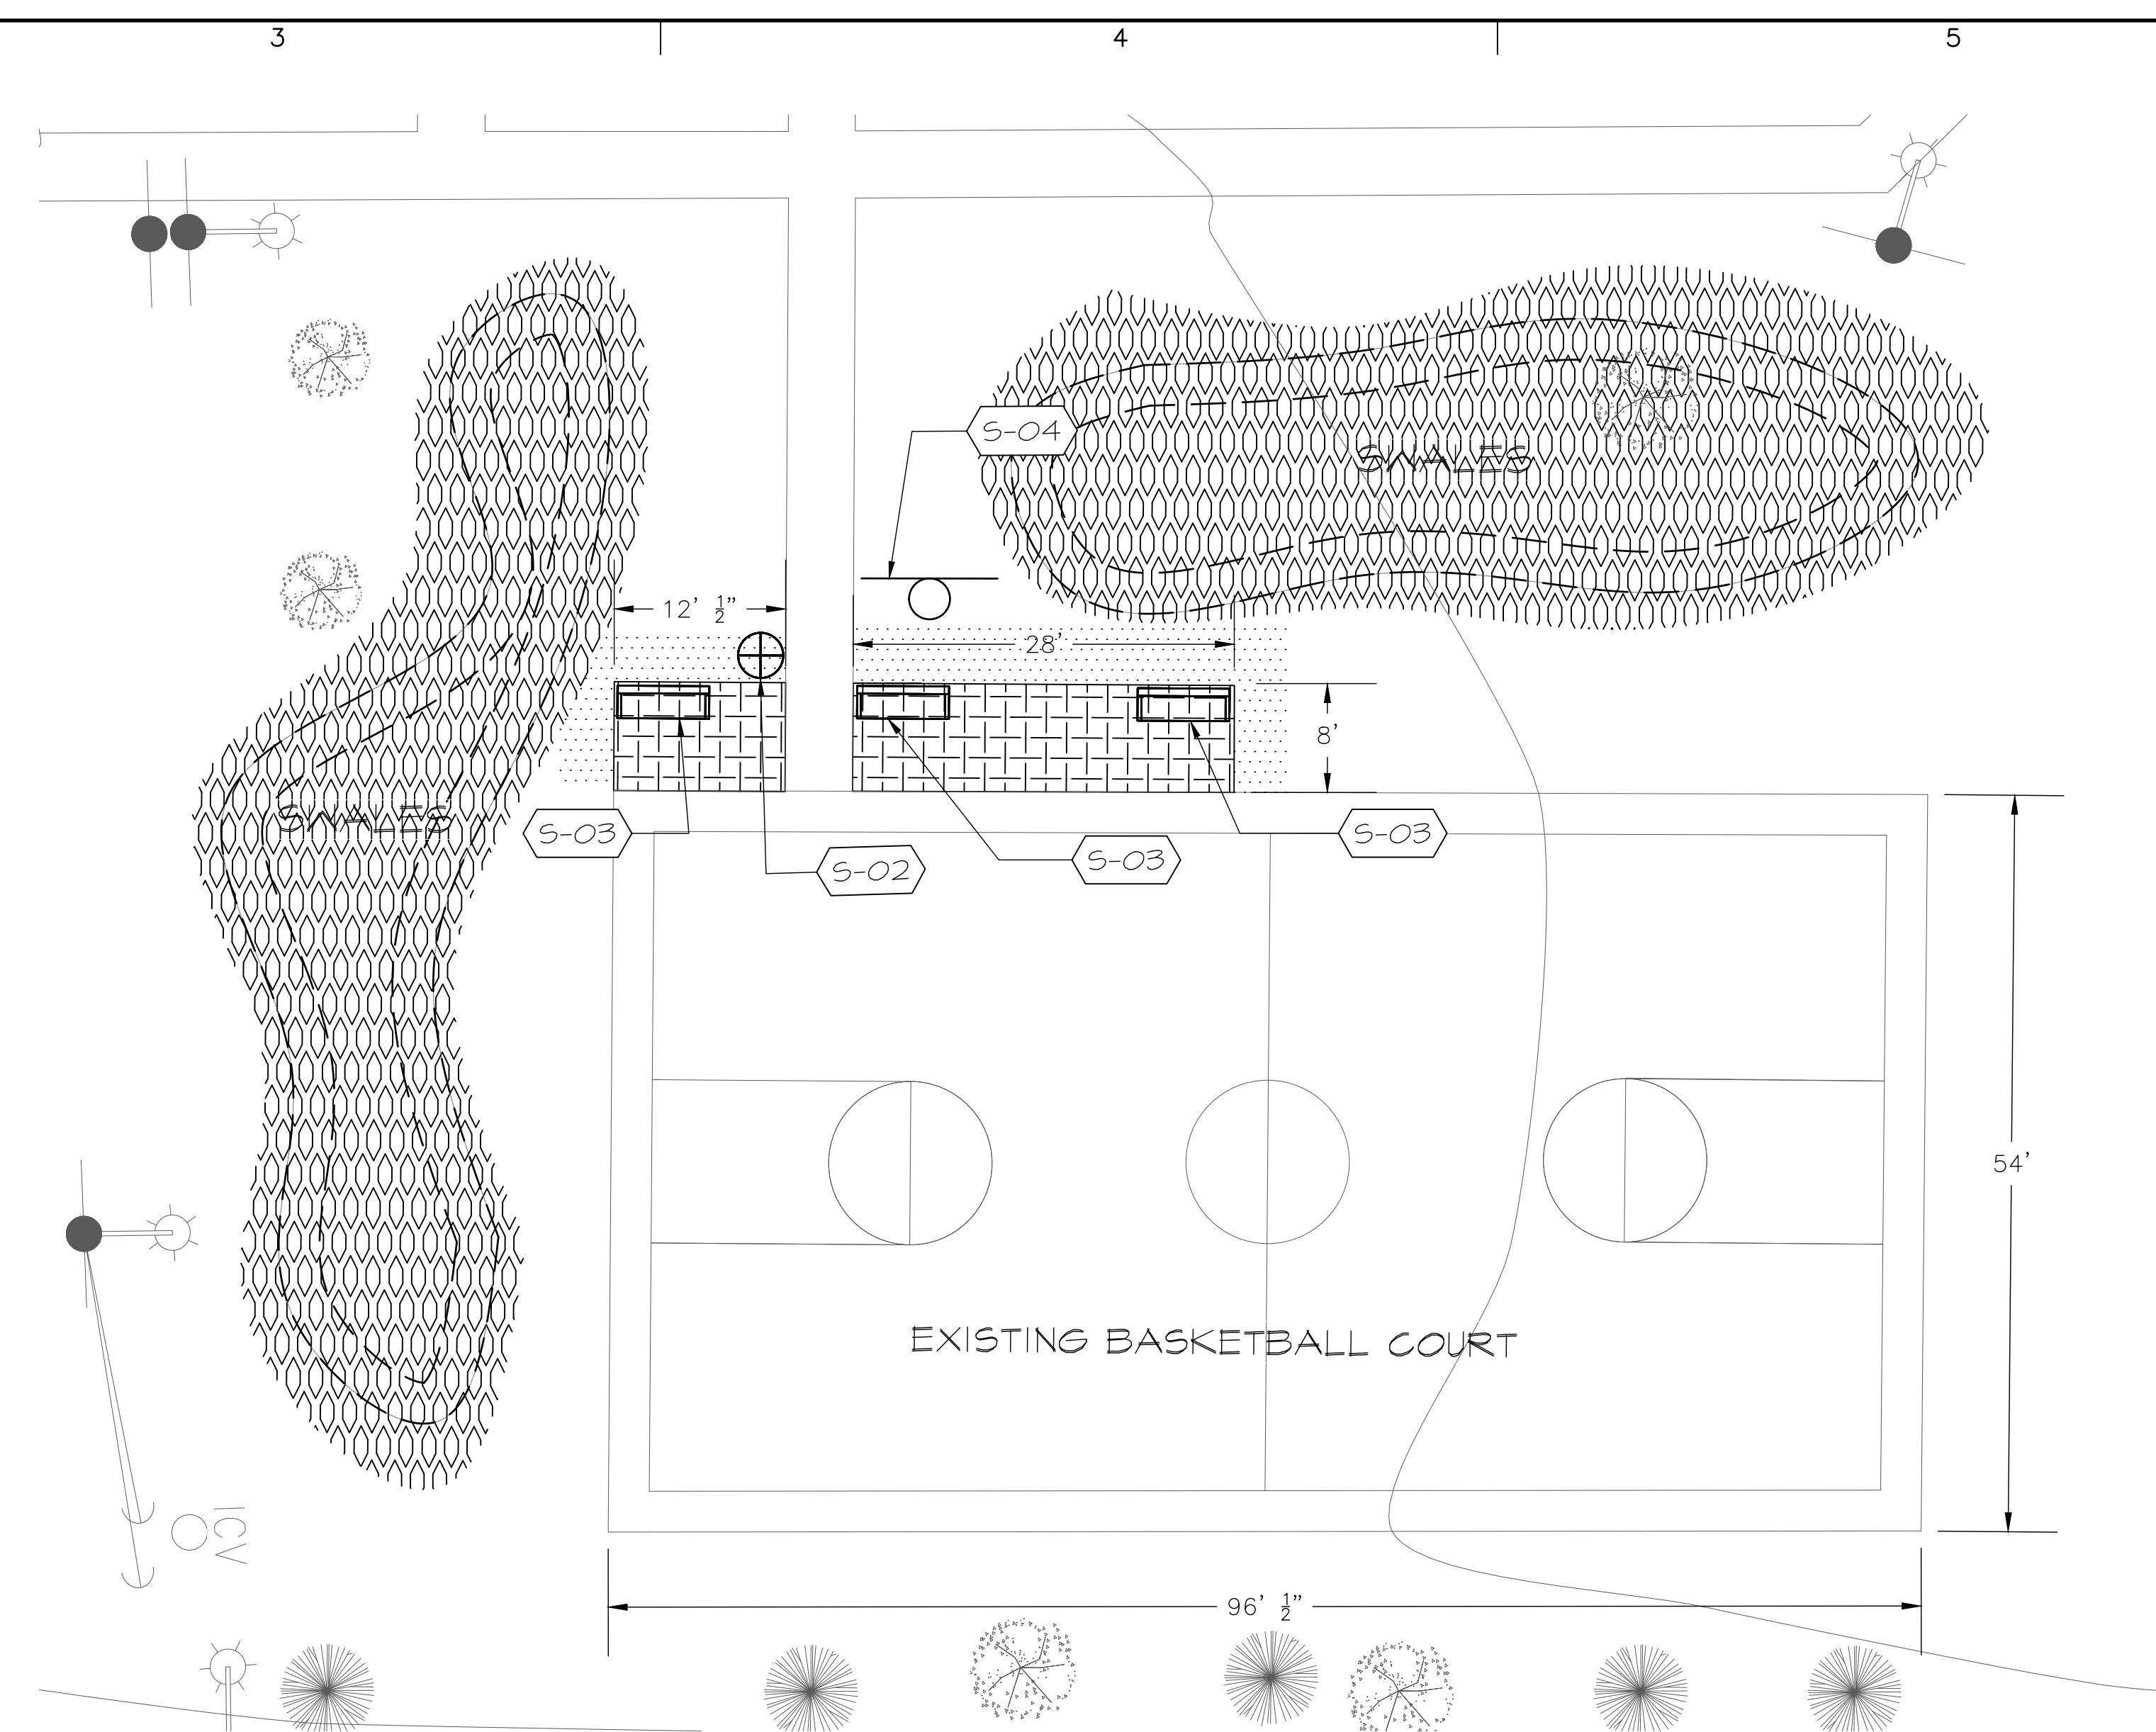 3 4 5
S-04
SWALES
12' ½"
28'
8'
SWALES
S-03
S-03
S-03
S-02
54'
EXISTING BASKETBALL COURT
ICV
96' ½"